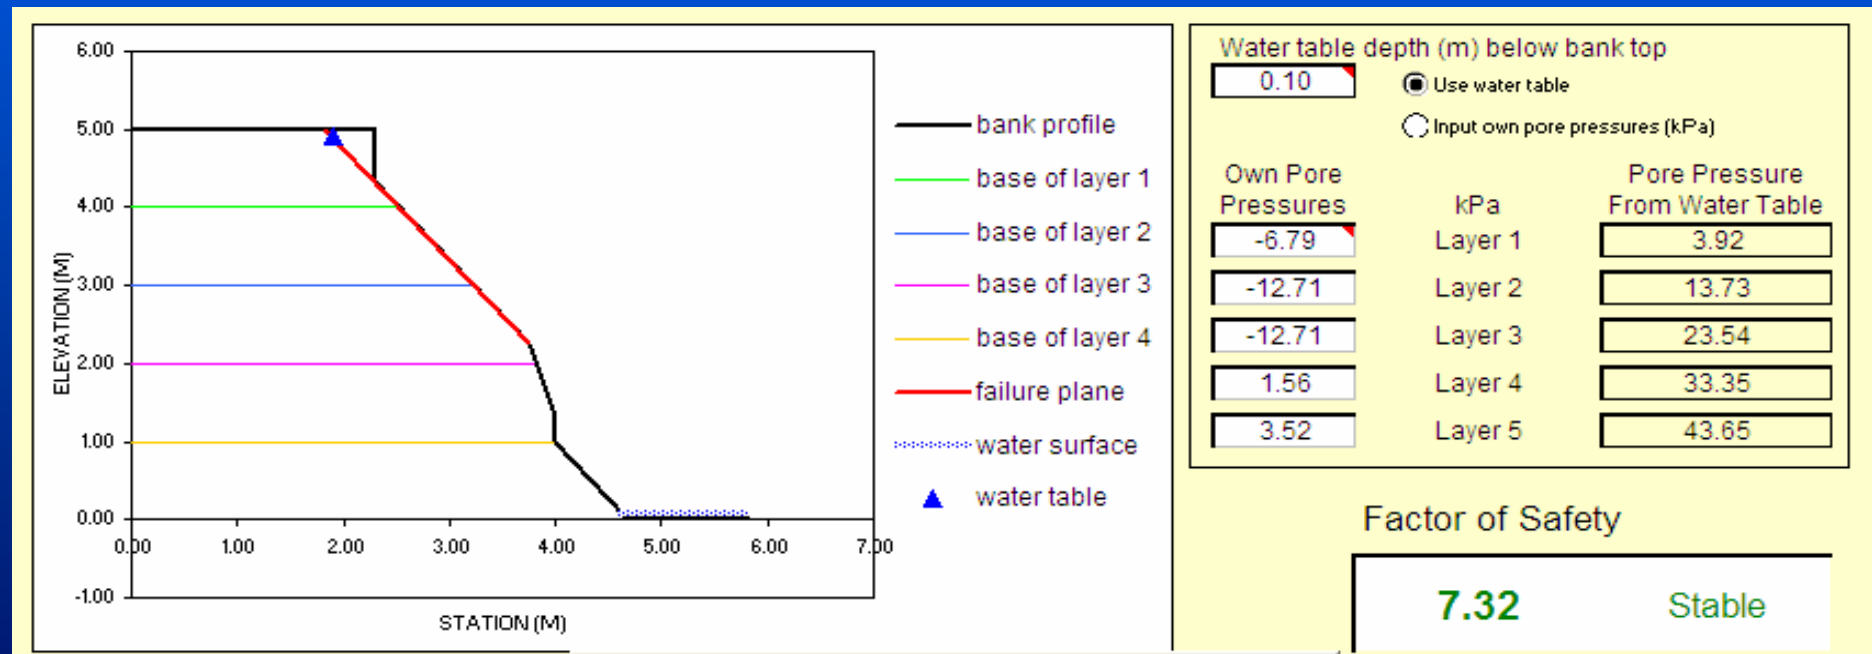 6.00
5.00
4.00
3.00
2.00
1.00
0.00
-1.00
ELEVATION (M)
0.00 1.00 2.00 3.00 4.00 5.00 6.00 7.00
STATION (M)
bank profile
base of layer 1
base of layer 2
base of layer 3
base of layer 4
failure plane
water surface
water table
Water table depth (m) below bank top
0.10
Use water table
Input own pore pressures (kPa)
Own Pore Pore Pressure
Pressures kPa From Water Table
-6.79 Layer 1 3.92
-12.71 Layer 2 13.73
-12.71 Layer 3 23.54
1.56 Layer 4 33.35
3.52 Layer 5 43.65
Factor of Safety
7.32 Stable